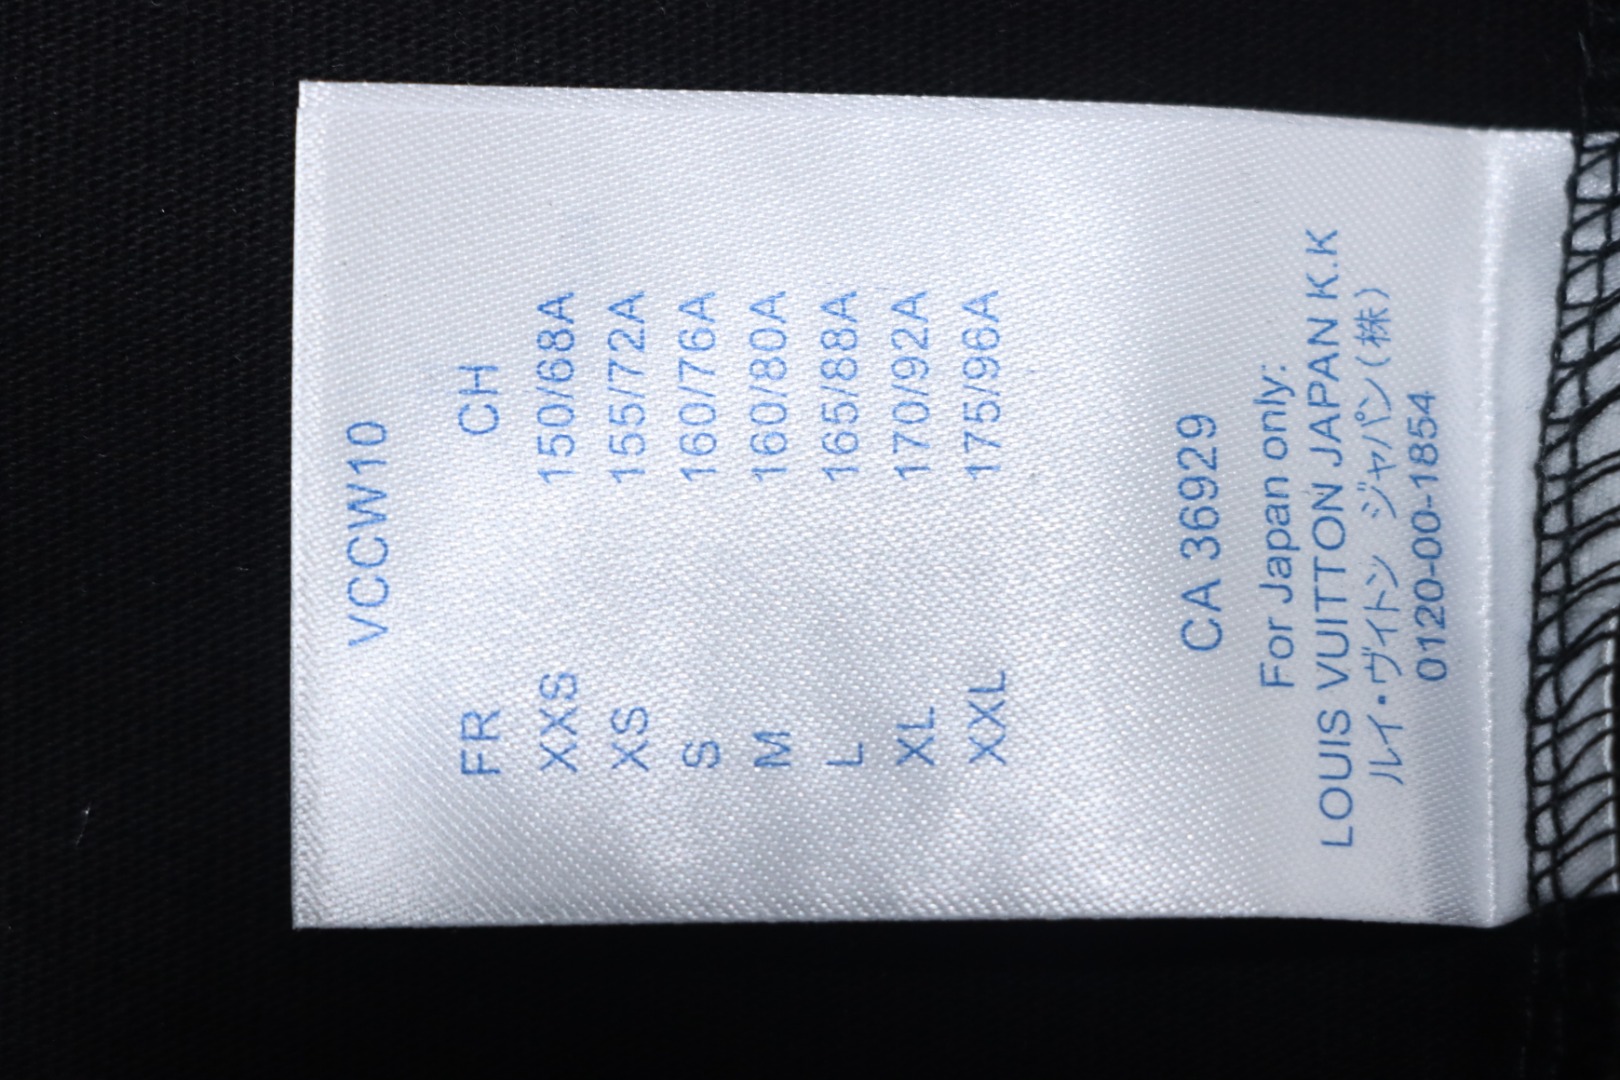 VCCW10
FR CH
XXS 150/68A
XS 155/72A
S 160/76A
M 160/80A
L 165/88A
XL 170/92A
XXL 175/96A
CA 36929
For Japan only:
LOUIS VUITTON JAPAN K.K
ルイ・ヴィトン ジャパン(株)
0120-00-1854